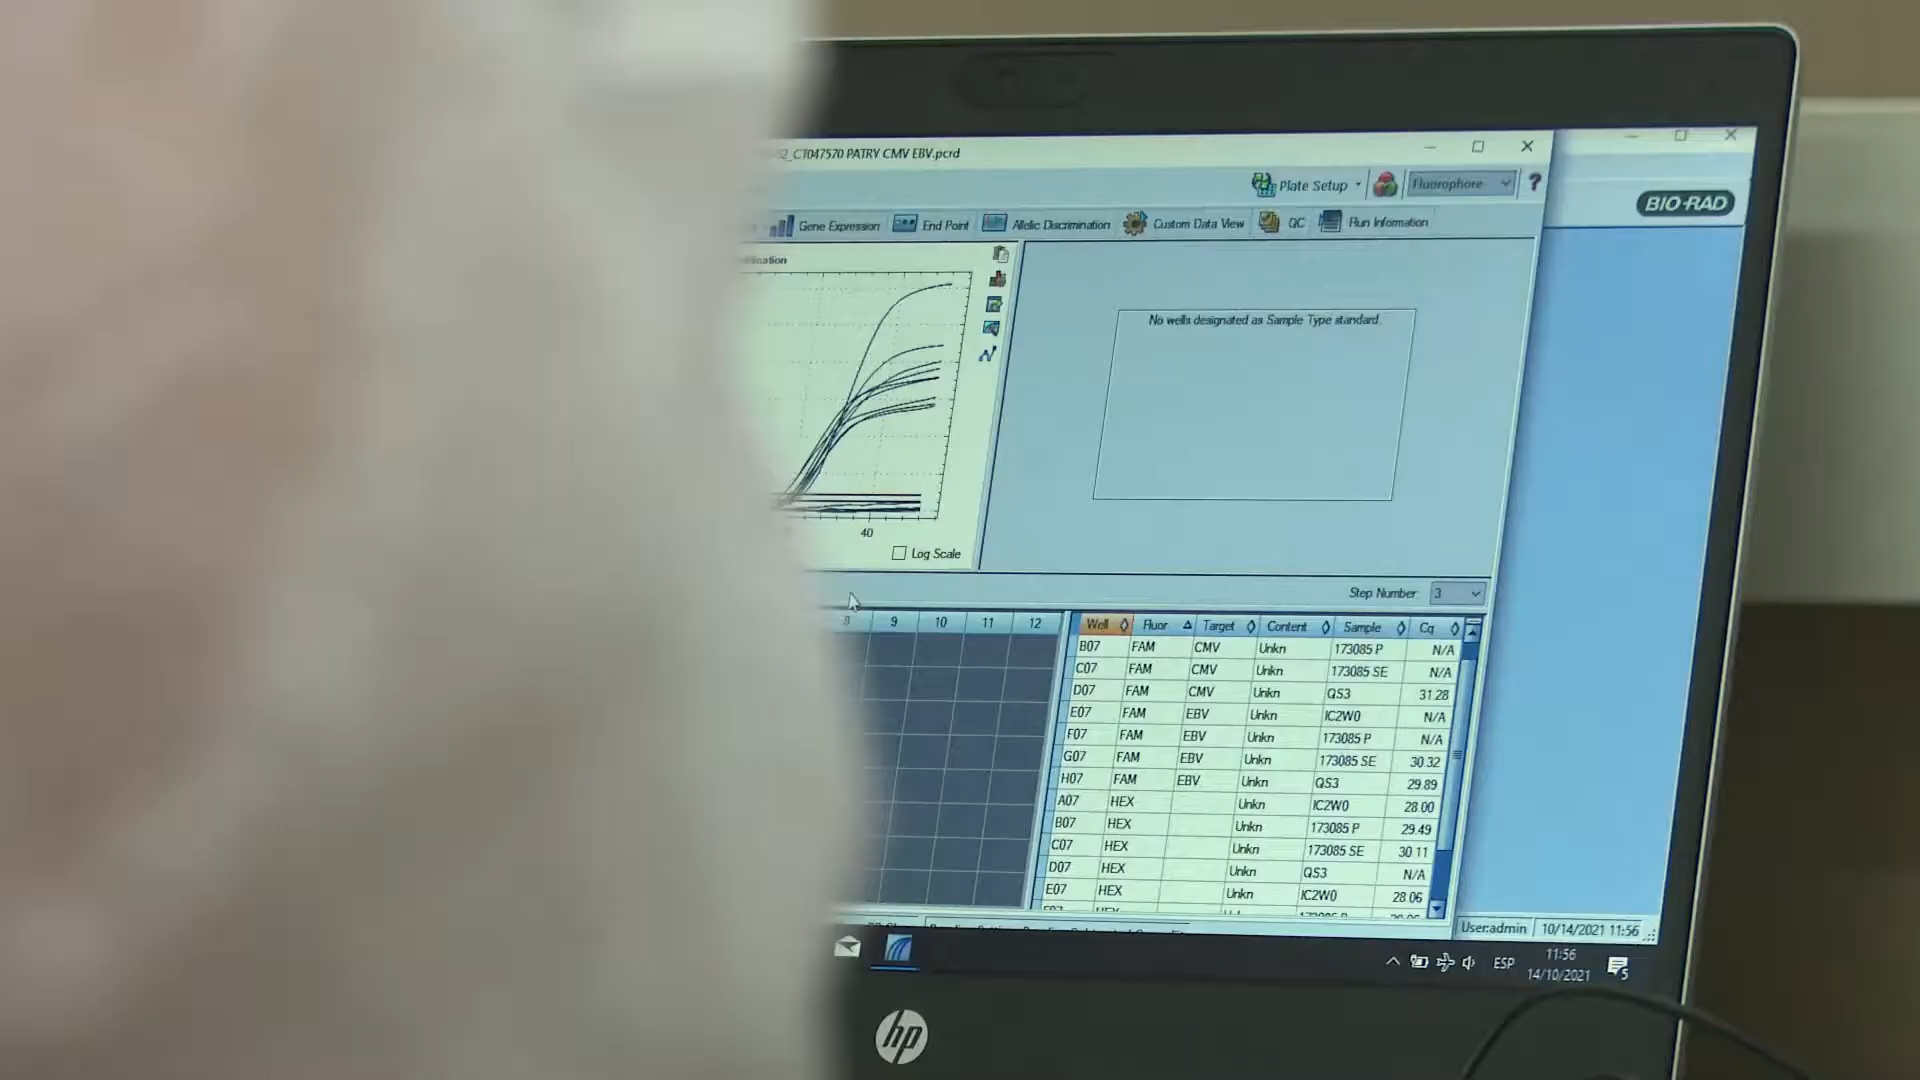 CT047570 PATRY CMV EBV.pcrd
Plate Setup Fluorophore ?
BIO-RAD
Gene Expression End Point Allelic Discrimination Custom Data View QC Run Information
No wells designated as Sample Type standard.
40
Log Scale
Step Number: 3
8 9 10 11 12
Well Fluor Target Content Sample Cq
B07 FAM CMV Unkn 173085 P N/A
C07 FAM CMV Unkn 173085 SE N/A
D07 FAM CMV Unkn QS3 31.28
E07 FAM EBV Unkn IC2W0 N/A
F07 FAM EBV Unkn 173085 P N/A
G07 FAM EBV Unkn 173085 SE 30.32
H07 FAM EBV Unkn QS3 29.89
A07 HEX Unkn IC2W0 28.00
B07 HEX Unkn 173085 P 29.49
C07 HEX Unkn 173085 SE 30.11
D07 HEX Unkn QS3 N/A
E07 HEX Unkn IC2W0 28.06
User:admin 10/14/2021 11:56
ESP 11:56
14/10/2021 5
hp